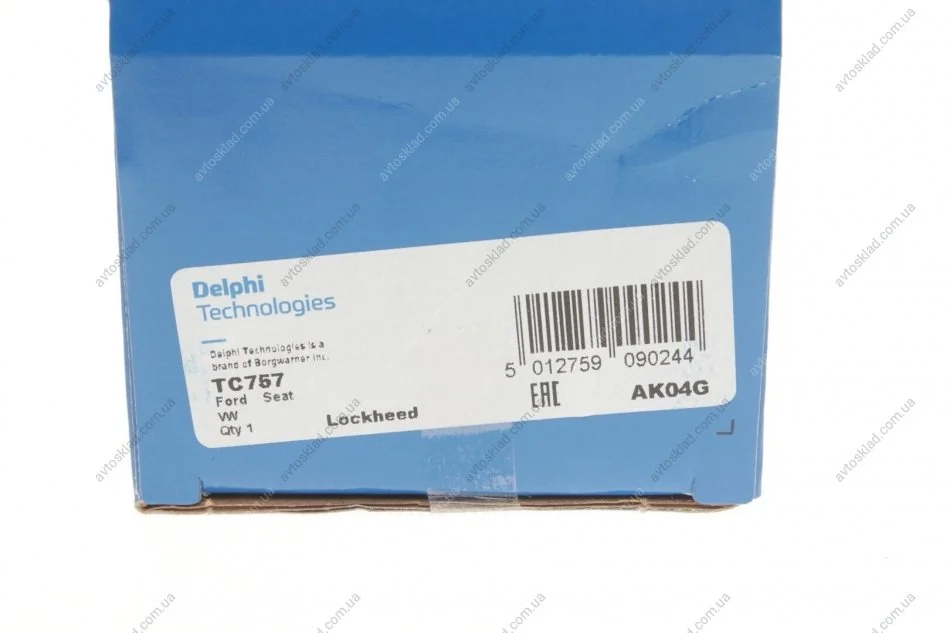 Delphi
Technologies
Delphi Technologies is a
brand of Borgwarner Inc.
TC757
Ford Seat
VW
Qty 1
Lockheed
5 012759 090244
EAC
AK04G
avtosklad.com.ua